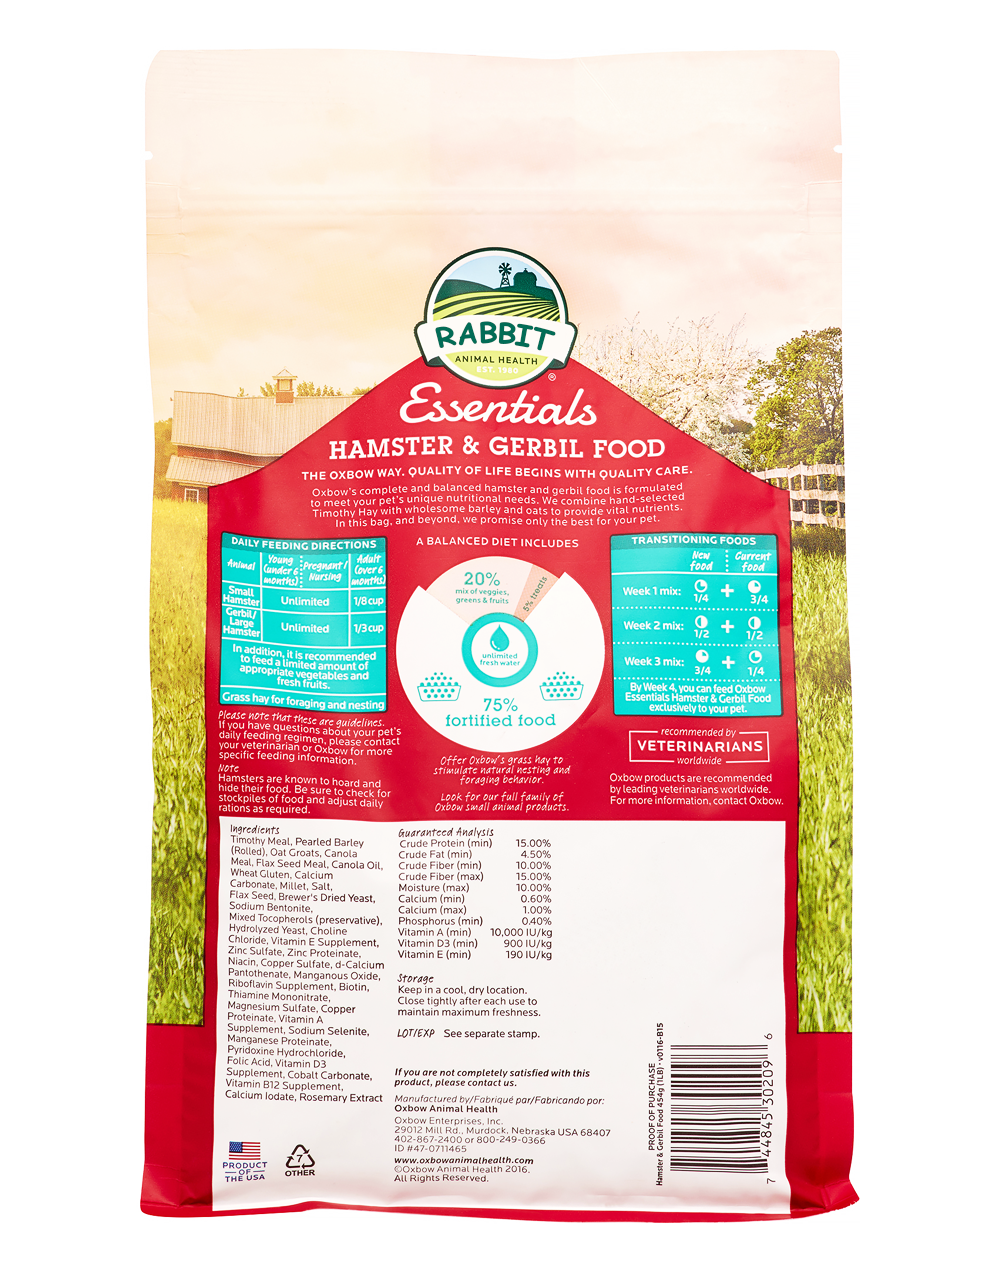 RABBIT
ANIMAL HEALTH
EST. 1980
®
Essentials
HAMSTER & GERBIL FOOD
THE OXBOW WAY. QUALITY OF LIFE BEGINS WITH QUALITY CARE.
Oxbow's complete and balanced hamster and gerbil food is formulated
to meet your pet's unique nutritional needs. We combine hand-selected
Timothy Hay with wholesome barley and oats to provide vital nutrients.
In this bag, and beyond, we promise only the best for your pet.
DAILY FEEDING DIRECTIONS
Animal
Young (under 6 months)
Pregnant / Nursing
Adult (over 6 months)
Small Hamster
Unlimited
1/8 cup
Gerbil/ Large Hamster
Unlimited
1/3 cup
In addition, it is recommended
to feed a limited amount of
appropriate vegetables and
fresh fruits.
Grass hay for foraging and nesting
Please note that these are guidelines.
If you have questions about your pet's
daily feeding regimen, please contact
your veterinarian or Oxbow for more
specific feeding information.
Note
Hamsters are known to hoard and
hide their food. Be sure to check for
stockpiles of food and adjust daily
rations as required.
A BALANCED DIET INCLUDES
20%
mix of veggies,
greens & fruits
5% treats
unlimited
fresh water
75%
fortified food
Offer Oxbow's grass hay to
stimulate natural nesting and
foraging behavior.
Look for our full family of
Oxbow small animal products.
TRANSITIONING FOODS
New food
Current food
Week 1 mix: 1/4 + 3/4
Week 2 mix: 1/2 + 1/2
Week 3 mix: 3/4 + 1/4
By Week 4, you can feed Oxbow
Essentials Hamster & Gerbil Food
exclusively to your pet.
recommended by
VETERINARIANS
worldwide
Oxbow products are recommended
by leading veterinarians worldwide.
For more information, contact Oxbow.
Ingredients
Timothy Meal, Pearled Barley
(Rolled), Oat Groats, Canola
Meal, Flax Seed Meal, Canola Oil,
Wheat Gluten, Calcium
Carbonate, Millet, Salt,
Flax Seed, Brewer's Dried Yeast,
Sodium Bentonite,
Mixed Tocopherols (preservative),
Hydrolyzed Yeast, Choline
Chloride, Vitamin E Supplement,
Zinc Sulfate, Zinc Proteinate,
Niacin, Copper Sulfate, d-Calcium
Pantothenate, Manganous Oxide,
Riboflavin Supplement, Biotin,
Thiamine Mononitrate,
Magnesium Sulfate, Copper
Proteinate, Vitamin A
Supplement, Sodium Selenite,
Manganese Proteinate,
Pyridoxine Hydrochloride,
Folic Acid, Vitamin D3
Supplement, Cobalt Carbonate,
Vitamin B12 Supplement,
Calcium Iodate, Rosemary Extract
PRODUCT
OF
THE USA
7
OTHER
Guaranteed Analysis
Crude Protein (min) 15.00%
Crude Fat (min) 4.50%
Crude Fiber (min) 10.00%
Crude Fiber (max) 15.00%
Moisture (max) 10.00%
Calcium (min) 0.60%
Calcium (max) 1.00%
Phosphorus (min) 0.40%
Vitamin A (min) 10,000 IU/kg
Vitamin D3 (min) 900 IU/kg
Vitamin E (min) 190 IU/kg
Storage
Keep in a cool, dry location.
Close tightly after each use to
maintain maximum freshness.
LOT/EXP See separate stamp.
If you are not completely satisfied with this
product, please contact us.
Manufactured by/Fabriqué par/Fabricando por:
Oxbow Animal Health
Oxbow Enterprises, Inc.
29012 Mill Rd., Murdock, Nebraska USA 68407
402-867-2400 or 800-249-0366
ID #47-0711465
www.oxbowanimalhealth.com
©Oxbow Animal Health 2016.
All Rights Reserved.
PROOF OF PURCHASE
Hamster & Gerbil Food 454g (1LB) · v0116-B15
7 44845 30209 6